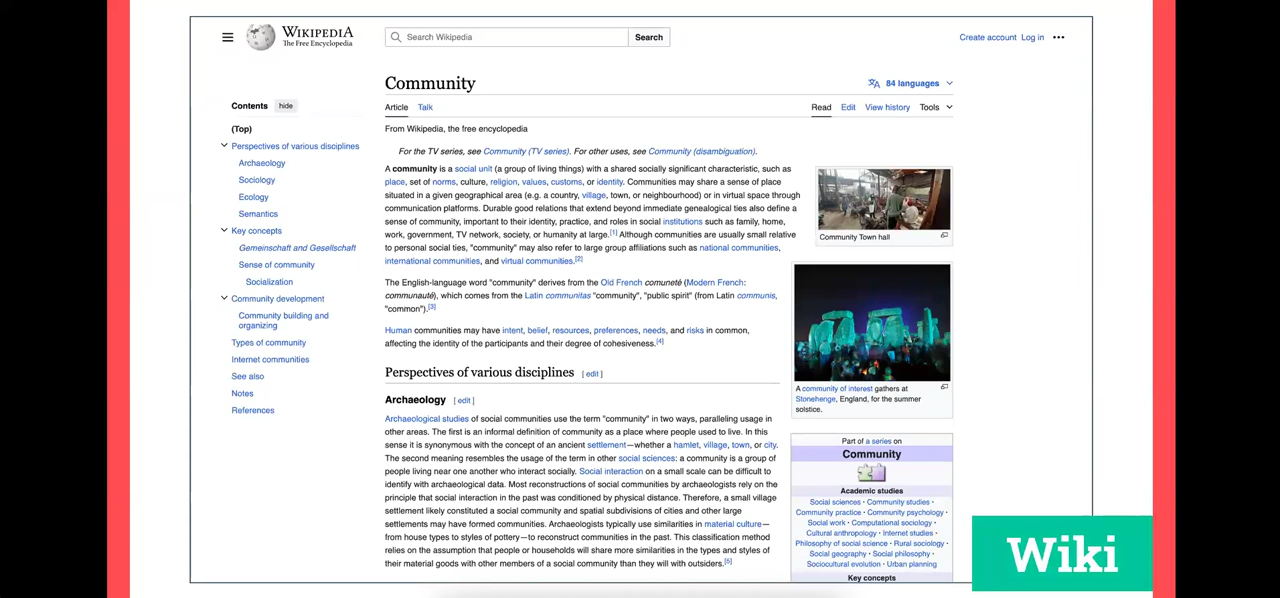 WIKIPEDIA
The Free Encyclopedia
Search Wikipedia
Search
Create account Log in •••
Contents hide
(Top)
Perspectives of various disciplines
Archaeology
Sociology
Ecology
Semantics
Key concepts
Gemeinschaft and Gesellschaft
Sense of community
Socialization
Community development
Community building and
organizing
Types of community
Internet communities
See also
Notes
References
Community
84 languages
Article Talk
Read Edit View history Tools
From Wikipedia, the free encyclopedia
For the TV series, see Community (TV series). For other uses, see Community (disambiguation).
A community is a social unit (a group of living things) with a shared socially significant characteristic, such as
place, set of norms, culture, religion, values, customs, or identity. Communities may share a sense of place
situated in a given geographical area (e.g. a country, village, town, or neighbourhood) or in virtual space through
communication platforms. Durable good relations that extend beyond immediate genealogical ties also define a
sense of community, important to their identity, practice, and roles in social institutions such as family, home,
work, government, TV network, society, or humanity at large.[1] Although communities are usually small relative
to personal social ties, "community" may also refer to large group affiliations such as national communities,
international communities, and virtual communities.[2]
The English-language word "community" derives from the Old French comuneté (Modern French:
communauté), which comes from the Latin communitas "community", "public spirit" (from Latin communis,
"common").[3]
Human communities may have intent, belief, resources, preferences, needs, and risks in common,
affecting the identity of the participants and their degree of cohesiveness.[4]
Perspectives of various disciplines [ edit ]
Archaeology [ edit ]
Archaeological studies of social communities use the term "community" in two ways, paralleling usage in
other areas. The first is an informal definition of community as a place where people used to live. In this
sense it is synonymous with the concept of an ancient settlement—whether a hamlet, village, town, or city.
The second meaning resembles the usage of the term in other social sciences: a community is a group of
people living near one another who interact socially. Social interaction on a small scale can be difficult to
identify with archaeological data. Most reconstructions of social communities by archaeologists rely on the
principle that social interaction in the past was conditioned by physical distance. Therefore, a small village
settlement likely constituted a social community and spatial subdivisions of cities and other large
settlements may have formed communities. Archaeologists typically use similarities in material culture—
from house types to styles of pottery—to reconstruct communities in the past. This classification method
relies on the assumption that people or households will share more similarities in the types and styles of
their material goods with other members of a social community than they will with outsiders.[5]
Community Town hall
A community of interest gathers at
Stonehenge, England, for the summer
solstice.
Part of a series on
Community
Academic studies
Social sciences · Community studies ·
Community practice · Community psychology ·
Social work · Computational sociology ·
Cultural anthropology · Internet studies ·
Philosophy of social science · Rural sociology ·
Social geography · Social philosophy ·
Sociocultural evolution · Urban planning
Key concepts
Wiki